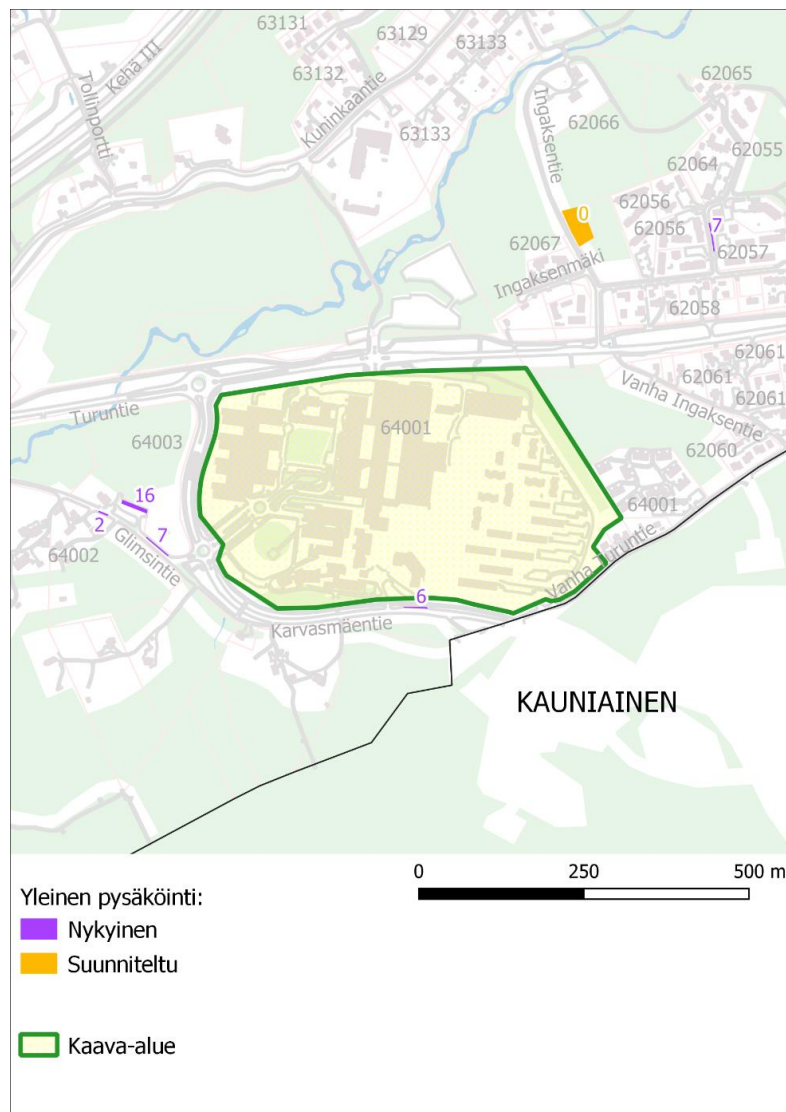 63131
63129
63133
Kehä III
Tollinportti
63132
Kuninkaantie
63133
Ingaksentie
62066
62065
62055
62064
62056
0
62056
7
62057
62067
Ingaksenmäki
62058
62061
Vanha Ingaksentie
62061
62061
Turuntie
64001
64003
62060
16
64001
2
7
64002
Glimsintie
Vanha Turuntie
6
Karvasmäentie
KAUNIAINEN
0 250 500 m
Yleinen pysäköinti:
Nykyinen
Suunniteltu
Kaava-alue